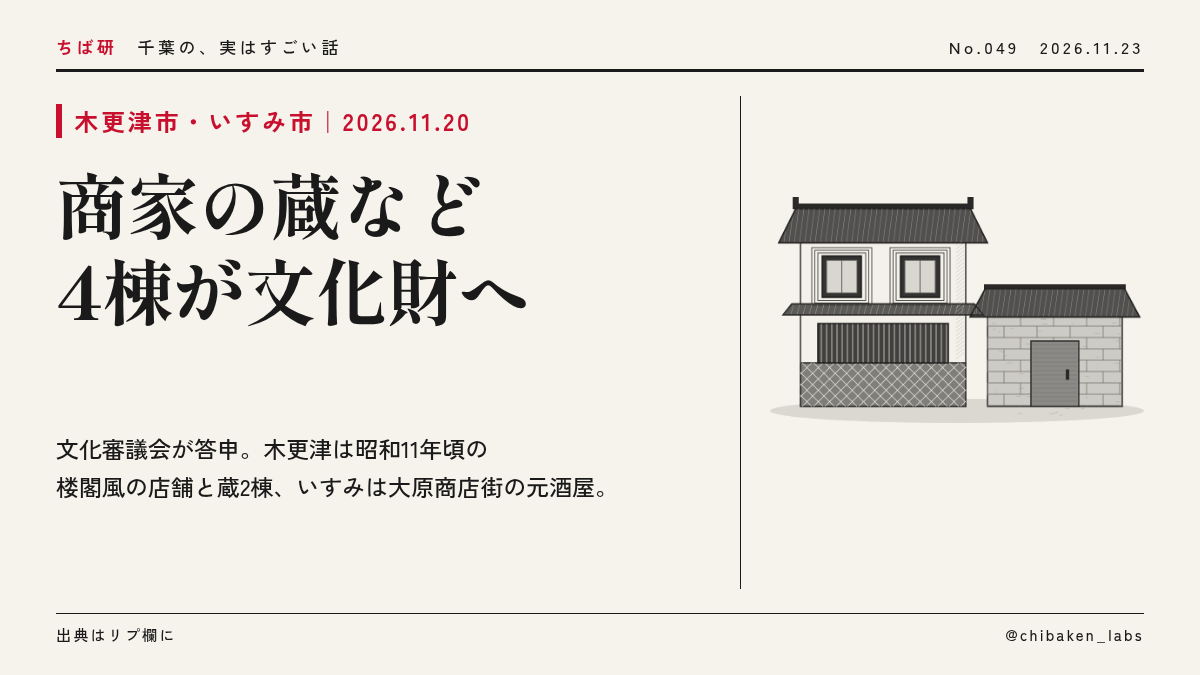 ちば研 千葉の、実はすごい話
No.049 2026.11.23
木更津市・いすみ市｜2026.11.20
商家の蔵など
4棟が文化財へ
文化審議会が答申。木更津は昭和11年頃の
楼閣風の店舗と蔵2棟、いすみは大原商店街の元酒屋。
出典はリプ欄に
@chibaken_labs